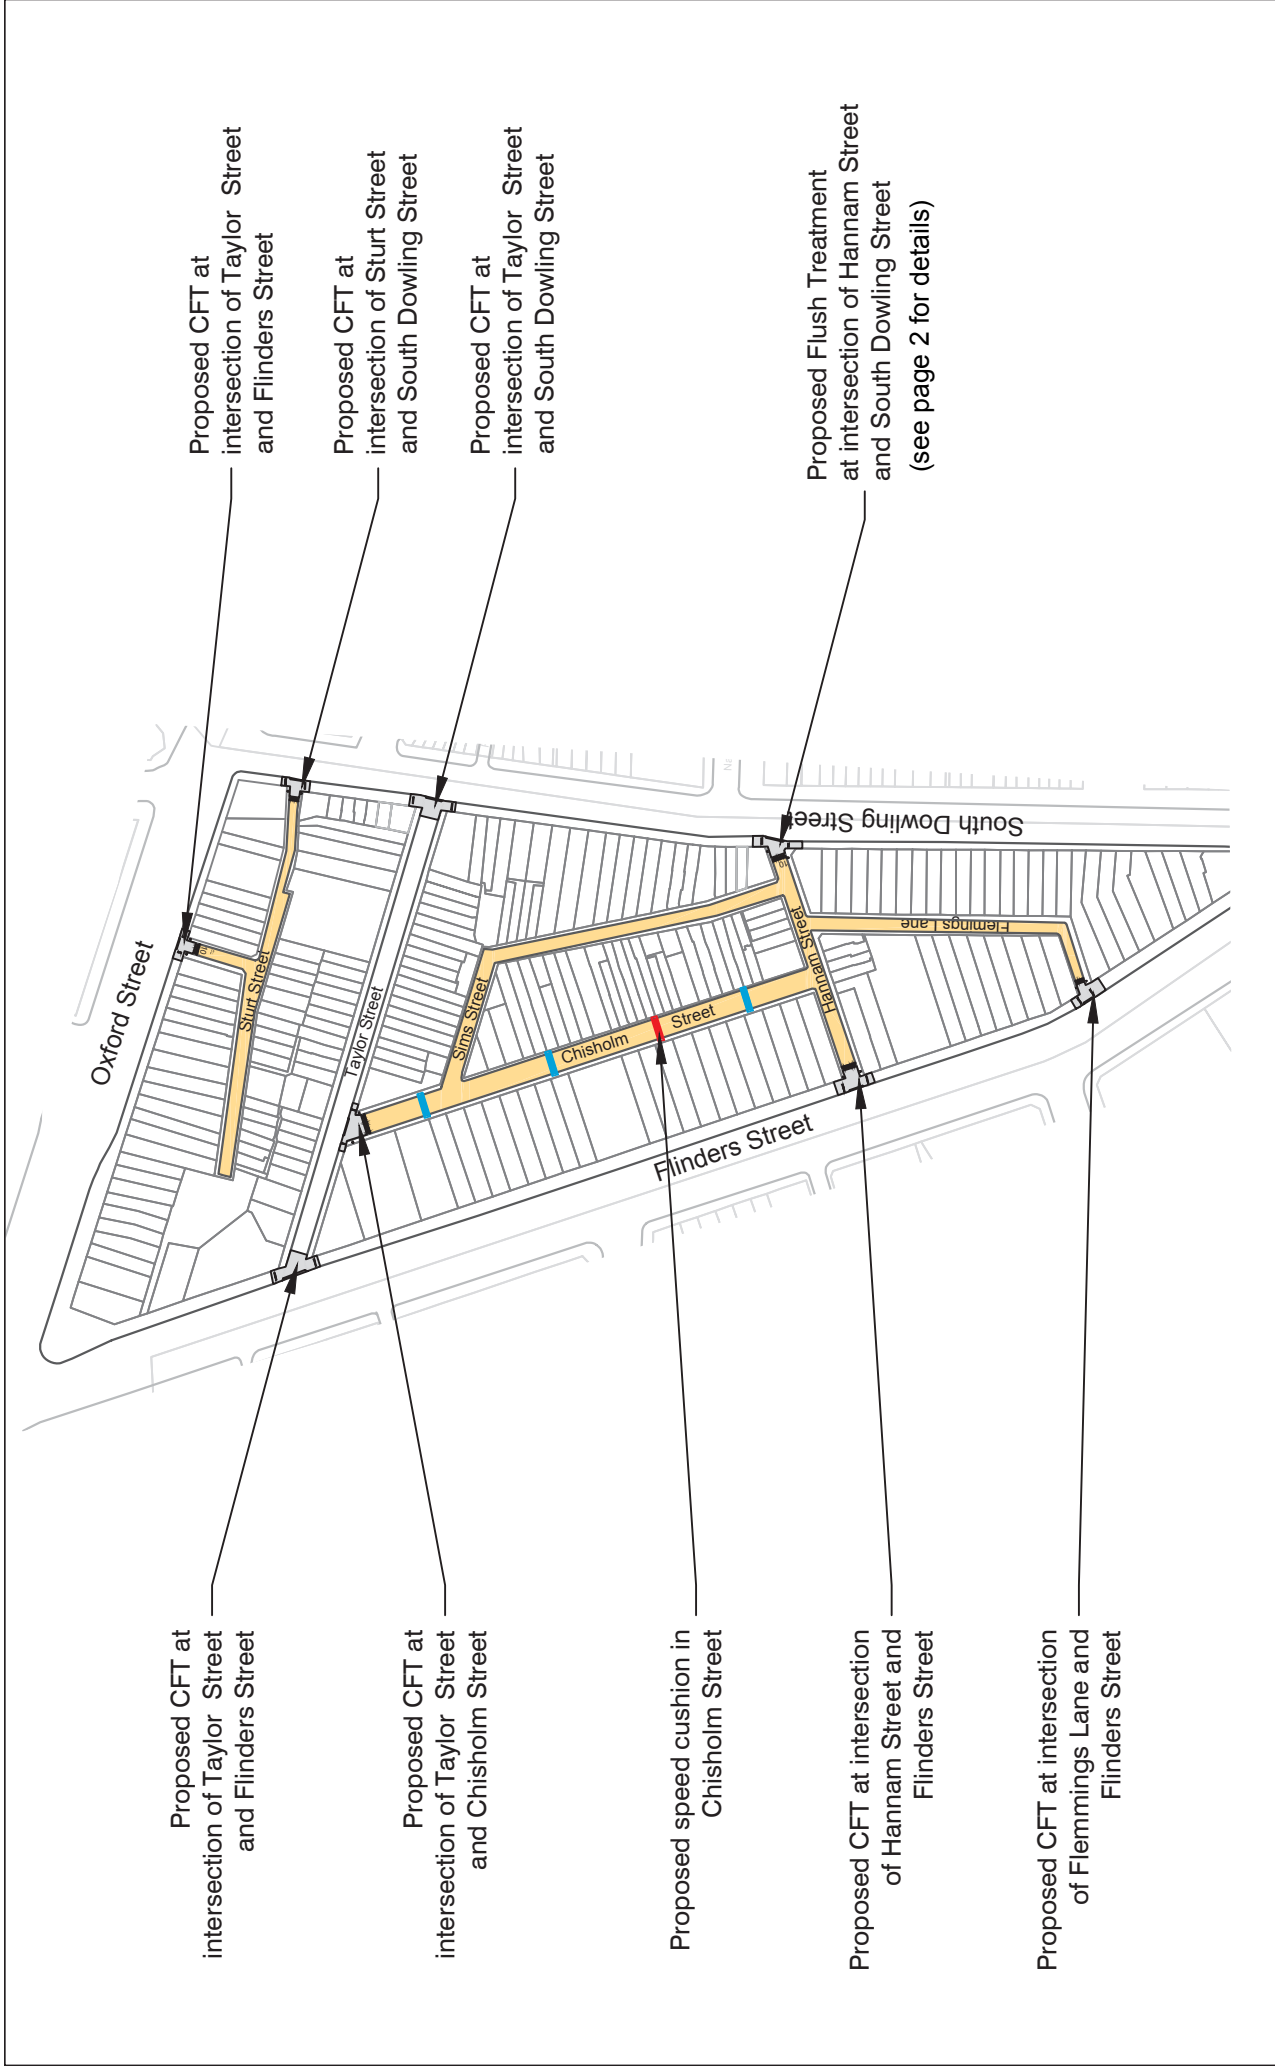 Proposed CFT at
intersection of Taylor Street
and Flinders Street
Proposed CFT at
intersection of Taylor Street
and Chisholm Street
Proposed speed cushion in
Chisholm Street
Proposed CFT at intersection
of Hannam Street and
Flinders Street
Proposed CFT at intersection
of Flemmings Lane and
Flinders Street
Oxford Street
Sturt Street
Taylor Street
Sims Street
Chisholm Street
Flinders Street
Hannam Street
Flemings Lane
South Dowling Street
Proposed CFT at
intersection of Taylor Street
and Flinders Street
Proposed CFT at
intersection of Sturt Street
and South Dowling Street
Proposed CFT at
intersection of Taylor Street
and South Dowling Street
Proposed Flush Treatment
at intersection of Hannam Street
and South Dowling Street
(see page 2 for details)